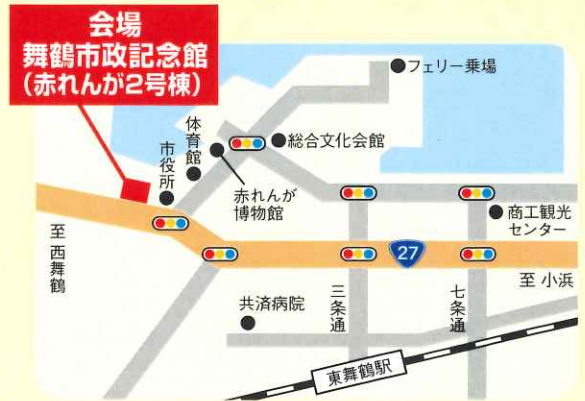 会場
舞鶴市政記念館
（赤れんが2号棟）
フェリー乗場
体育館
総合文化会館
市役所
赤れんが
博物館
商工観光
センター
至 西舞鶴
27
至 小浜
共済病院
三条通
七条通
東舞鶴駅